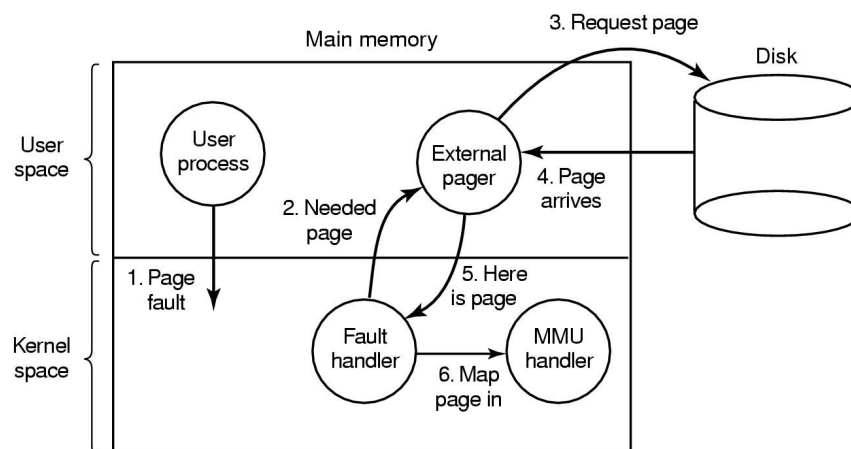 3. Request page
Main memory
Disk
User
space
User
process
External
pager
2. Needed
page
4. Page
arrives
1. Page
fault
5. Here
is page
Kernel
space
Fault
handler
MMU
handler
6. Map
page in